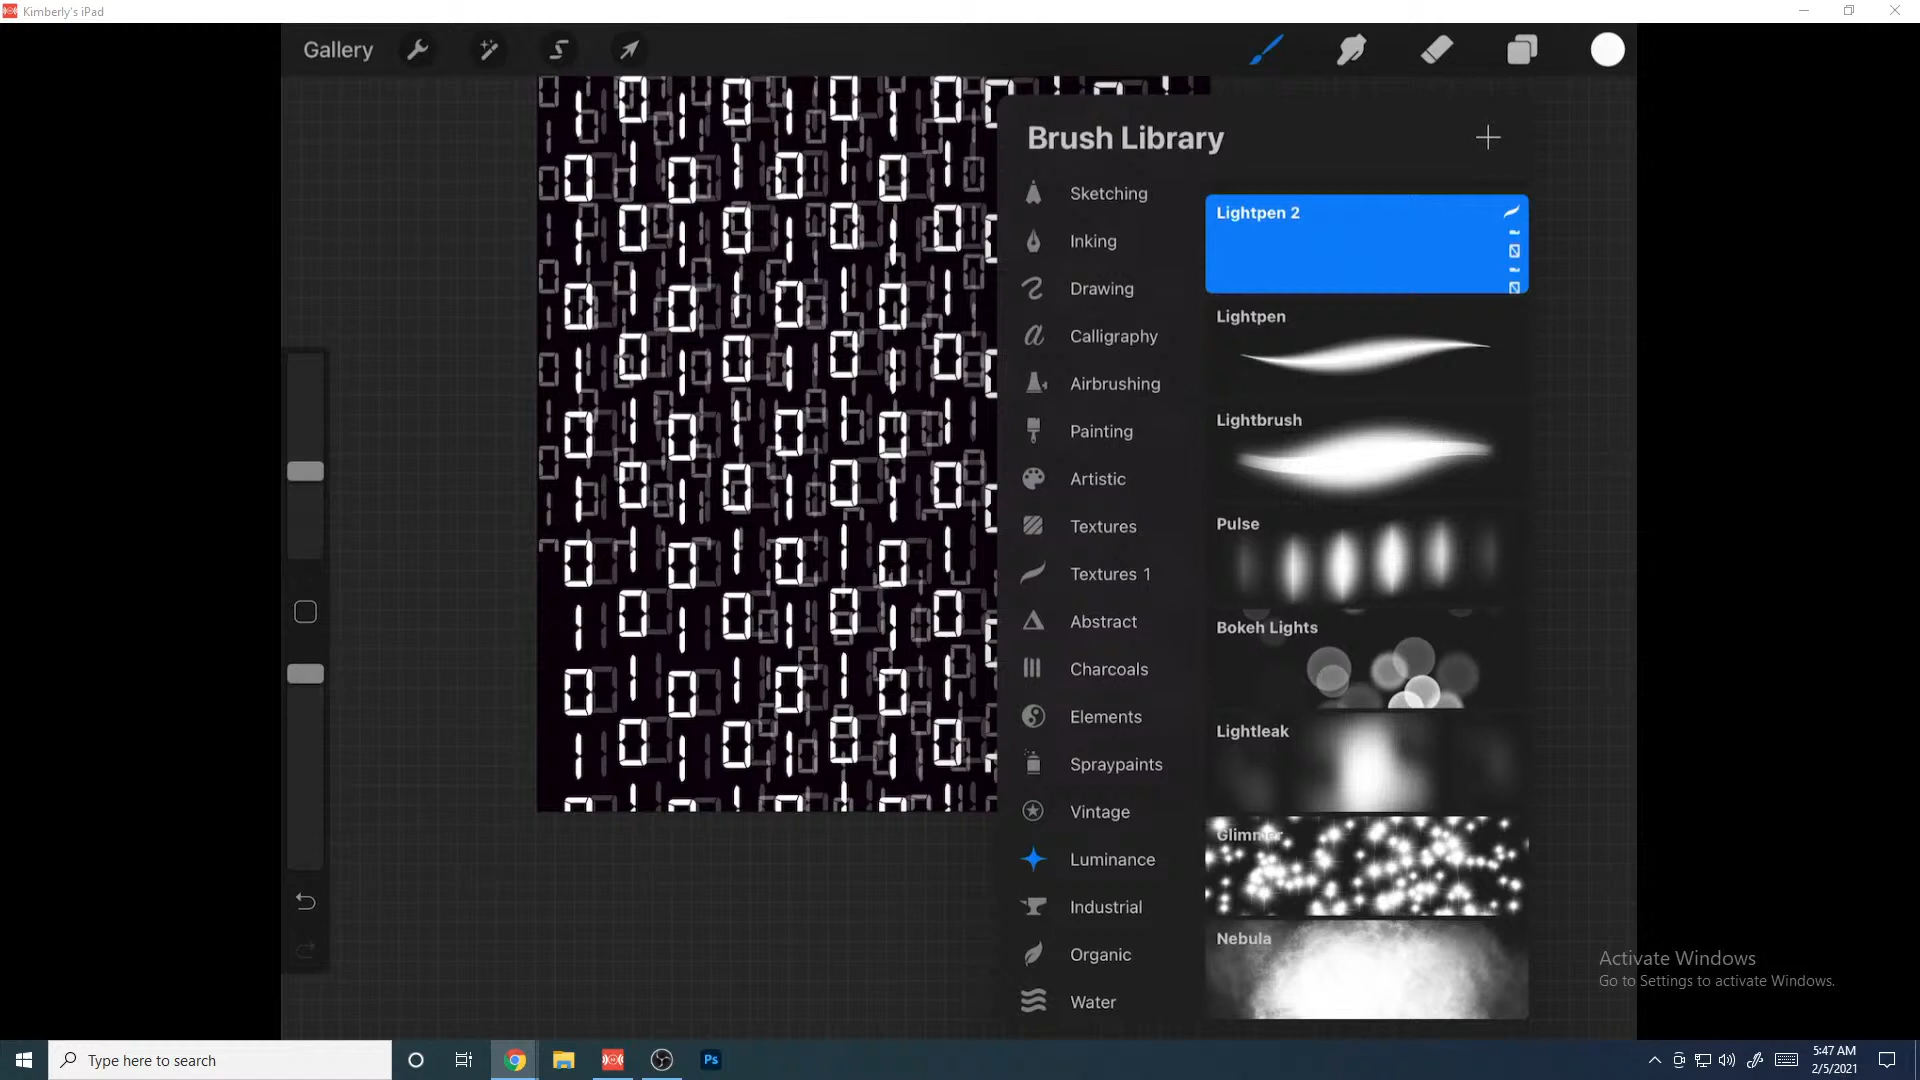 Kimberly's iPad
Gallery
Brush Library
Sketching
Inking
Drawing
Calligraphy
Airbrushing
Painting
Artistic
Textures
Textures 1
Abstract
Charcoals
Elements
Spraypaints
Vintage
Luminance
Industrial
Organic
Water
Lightpen 2
Lightpen
Lightbrush
Pulse
Bokeh Lights
Lightleak
Glimmer
Nebula
Activate Windows
Go to Settings to activate Windows.
Type here to search
Ps
5:47 AM
2/5/2021